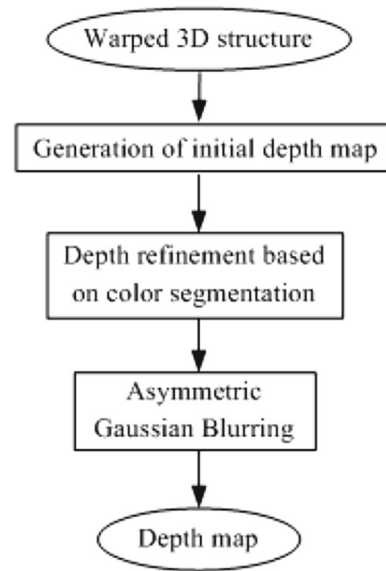 Warped 3D structure
Generation of initial depth map
Depth refinement based
on color segmentation
Asymmetric
Gaussian Blurring
Depth map